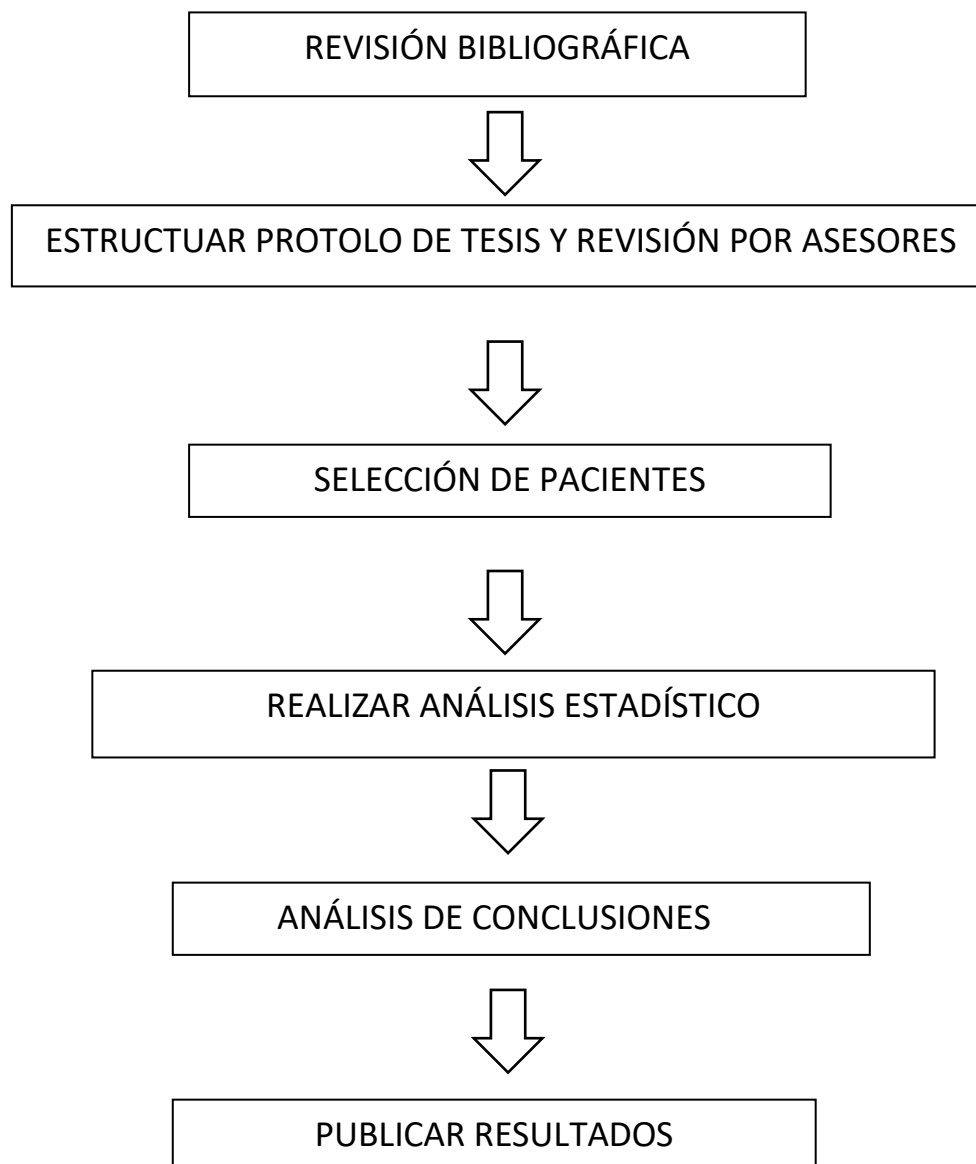 REVISIÓN BIBLIOGRÁFICA
ESTRUCTUAR PROTOLO DE TESIS Y REVISIÓN POR ASESORES
SELECCIÓN DE PACIENTES
REALIZAR ANÁLISIS ESTADÍSTICO
ANÁLISIS DE CONCLUSIONES
PUBLICAR RESULTADOS